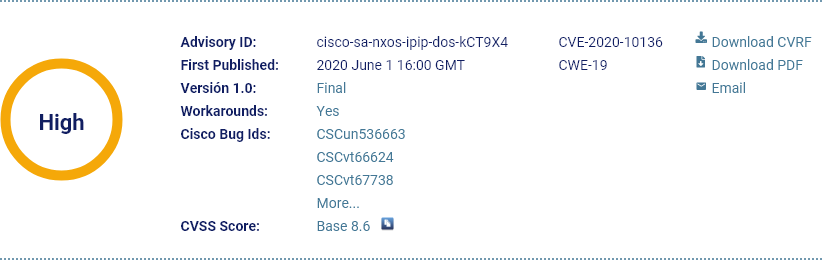 High
Advisory ID: cisco-sa-nxos-ipip-dos-kCT9X4 CVE-2020-10136 Download CVRF
First Published: 2020 June 1 16:00 GMT CWE-19 Download PDF
Versión 1.0: Final Email
Workarounds: Yes
Cisco Bug Ids: CSCun536663
CSCvt66624
CSCvt67738
More...
CVSS Score: Base 8.6